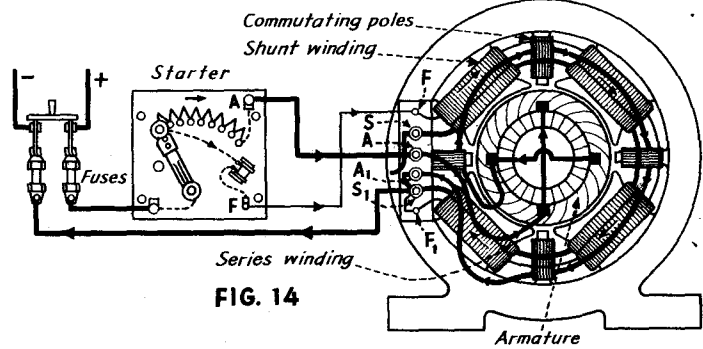 Commutating poles
Shunt winding
Starter
- +
A
F
Fuses
F
S
A
A1
S1
F1
Series winding
FIG. 14
Armature